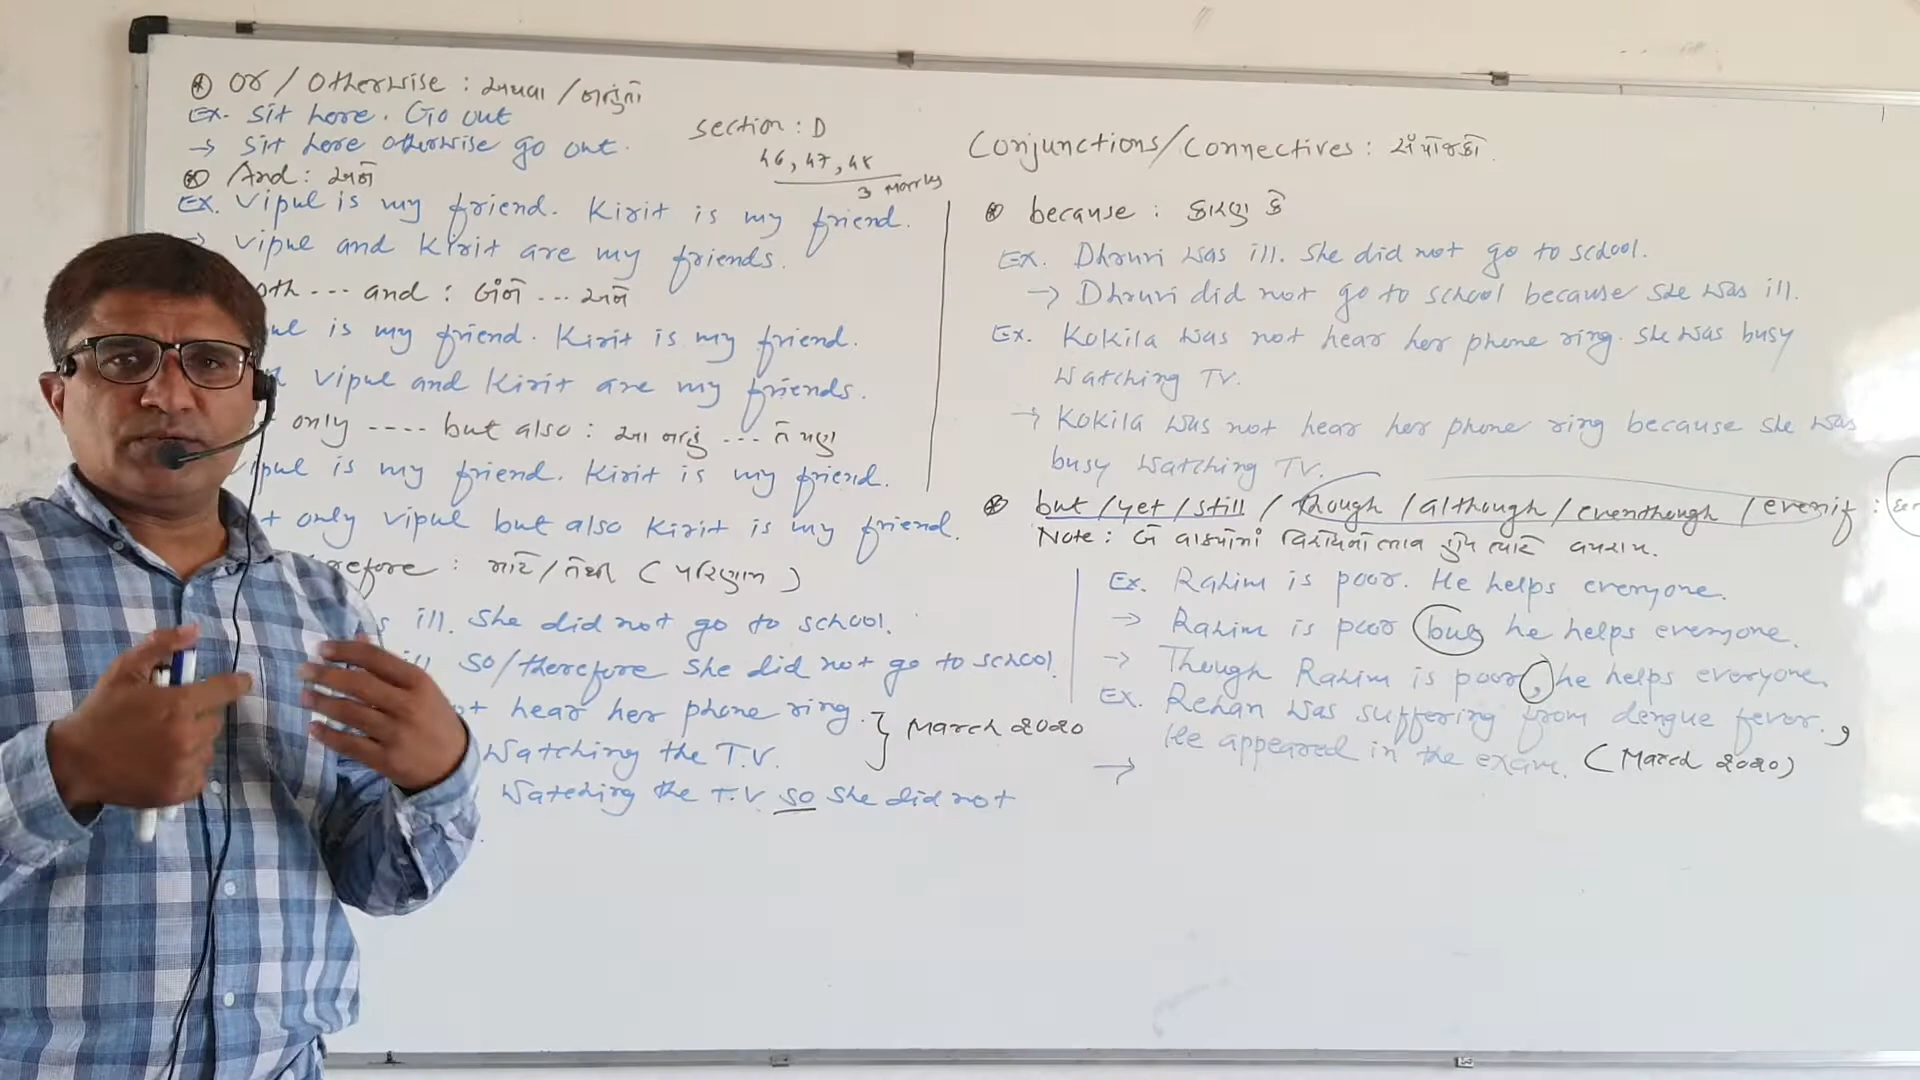 or / otherwise : અથવા / નહીંતો
Ex. Sit here. Go out
→ Sit here otherwise go out.
And : અને
Ex. Vipul is my friend. Kirit is my friend.
→ Vipul and Kirit are my friends.
oth --- and : બંને --- અને
ul is my friend. Kirit is my friend.
Vipul and Kirit are my friends.
only ---- but also : આ નહીં --- તે પણ
ipul is my friend. Kirit is my friend.
t only Vipul but also Kirit is my friend.
refore : માટે / તેથી ( પરિણામ )
s ill. She did not go to school.
ill so/therefore she did not go to school
t hear her phone ring. } March 2020
Watching the T.V.
Watching the T.V so she did not
Section : D
46, 47, 48
3 Marks
Conjunctions/Connectives : સંયોજકો.
because : કારણ કે
Ex. Dhruvi was ill. She did not go to school.
→ Dhruvi did not go to school because she was ill.
Ex. Kokila was not hear her phone ring. She was busy
Watching TV.
→ Kokila was not hear her phone ring because she was
busy watching TV.
but / yet / still / though / although / eventhough / evenif :
Note : બે વાક્યોમાં વિરોધનો ભાવ હોય ત્યારે વપરાય.
Ex. Rahim is poor. He helps everyone.
→ Rahim is poor but he helps everyone.
→ Though Rahim is poor, he helps everyone.
Ex. Rehan was suffering from dengue fever.
He appeared in the exam. (March 2020)
→